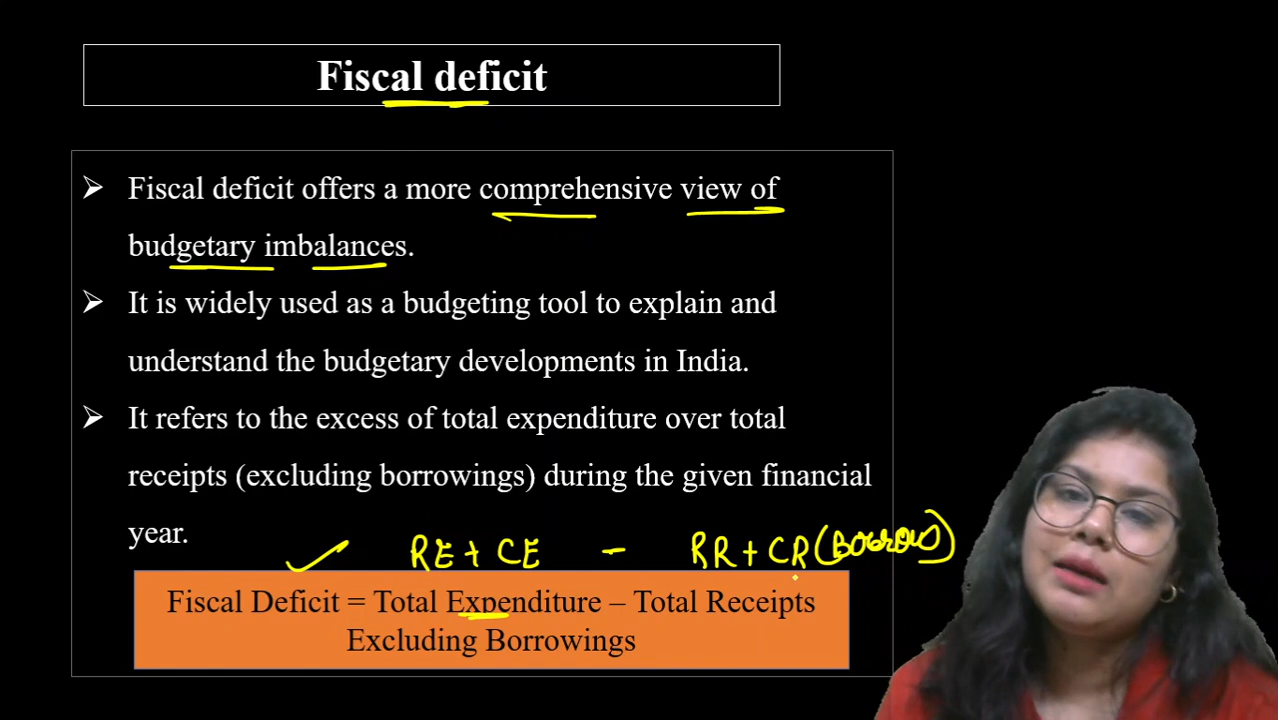 Fiscal deficit
➢ Fiscal deficit offers a more comprehensive view of
budgetary imbalances.
➢ It is widely used as a budgeting tool to explain and
understand the budgetary developments in India.
➢ It refers to the excess of total expenditure over total
receipts (excluding borrowings) during the given financial
year.
RE + CE - RR + CR (Borrow)
Fiscal Deficit = Total Expenditure – Total Receipts
Excluding Borrowings